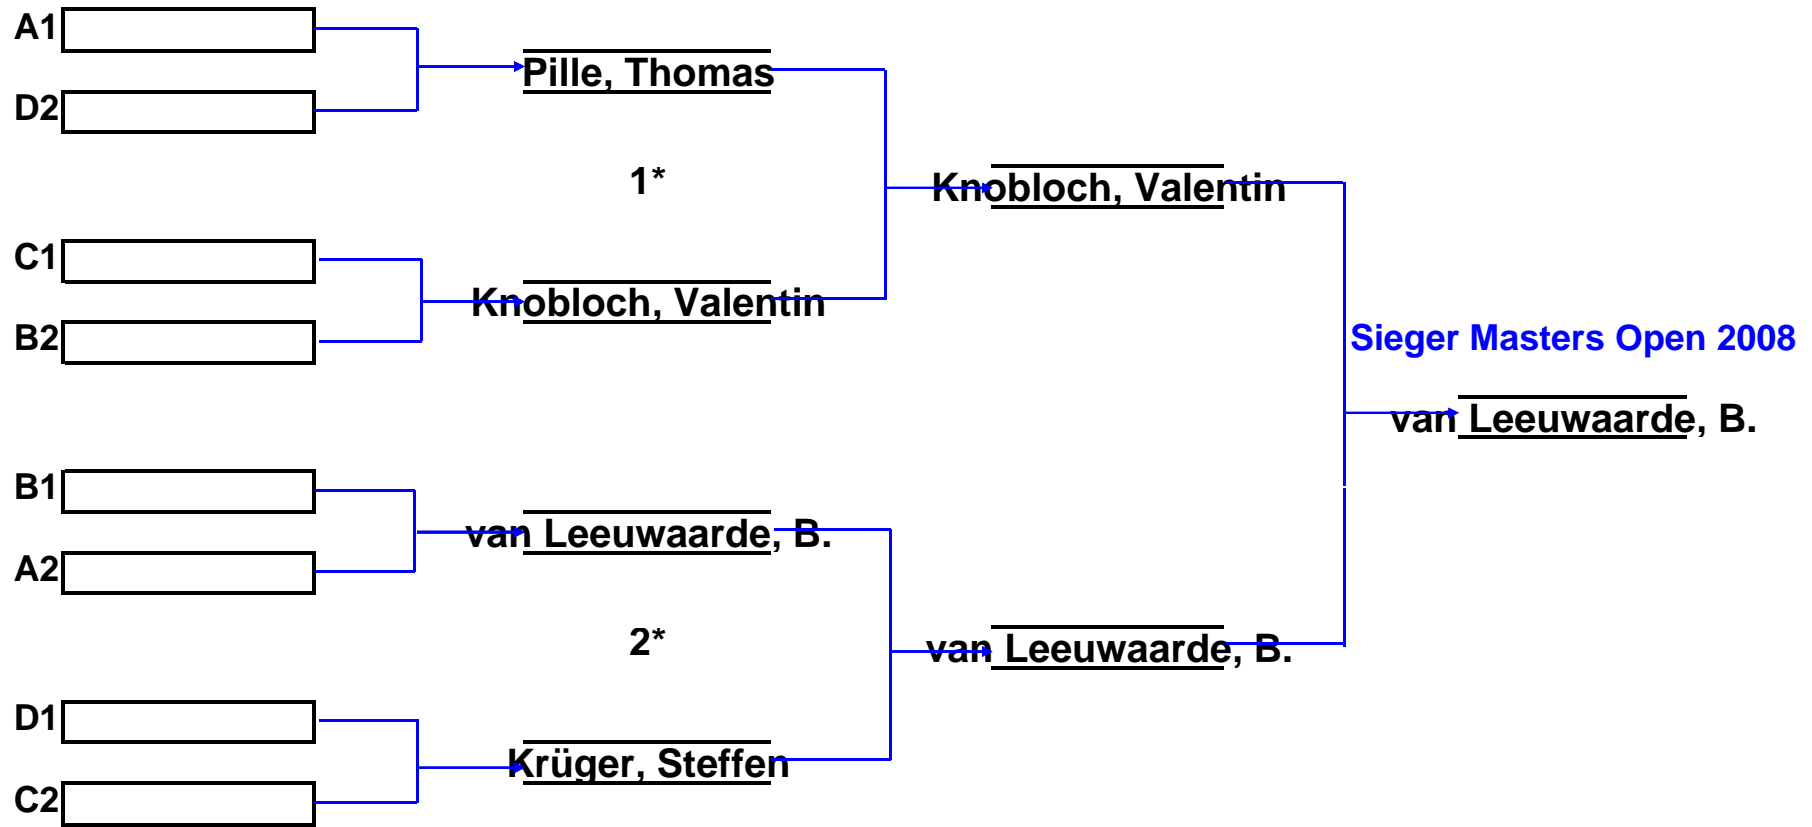 A1
Pille, Thomas
D2
1*
Knobloch, Valentin
C1
Knobloch, Valentin
B2
Sieger Masters Open 2008
van Leeuwaarde, B.
B1
van Leeuwaarde, B.
A2
2*
van Leeuwaarde, B.
D1
Krüger, Steffen
C2